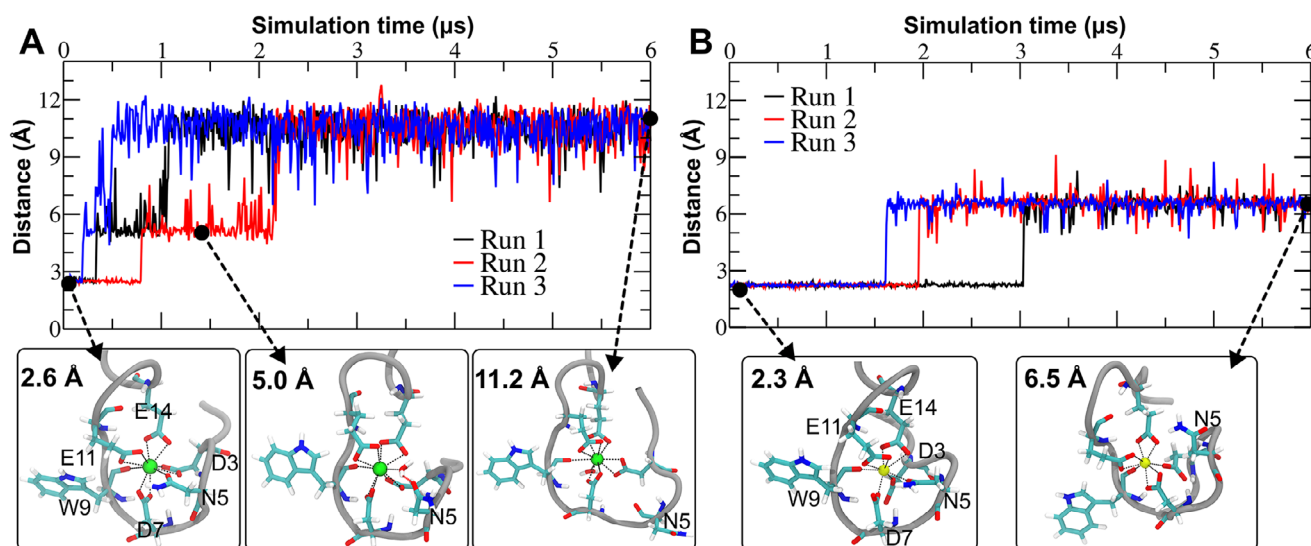 A
Simulation time (μs)
0 1 2 3 4 5 6
Distance (Å)
12
9
6
3
0
Run 1
Run 2
Run 3
B
Simulation time (μs)
0 1 2 3 4 5 6
Distance (Å)
12
9
6
3
0
Run 1
Run 2
Run 3
2.6 Å
E14
E11
D3
W9
N5
D7
5.0 Å
N5
11.2 Å
N5
2.3 Å
E14
E11
D3
W9
N5
D7
6.5 Å
N5